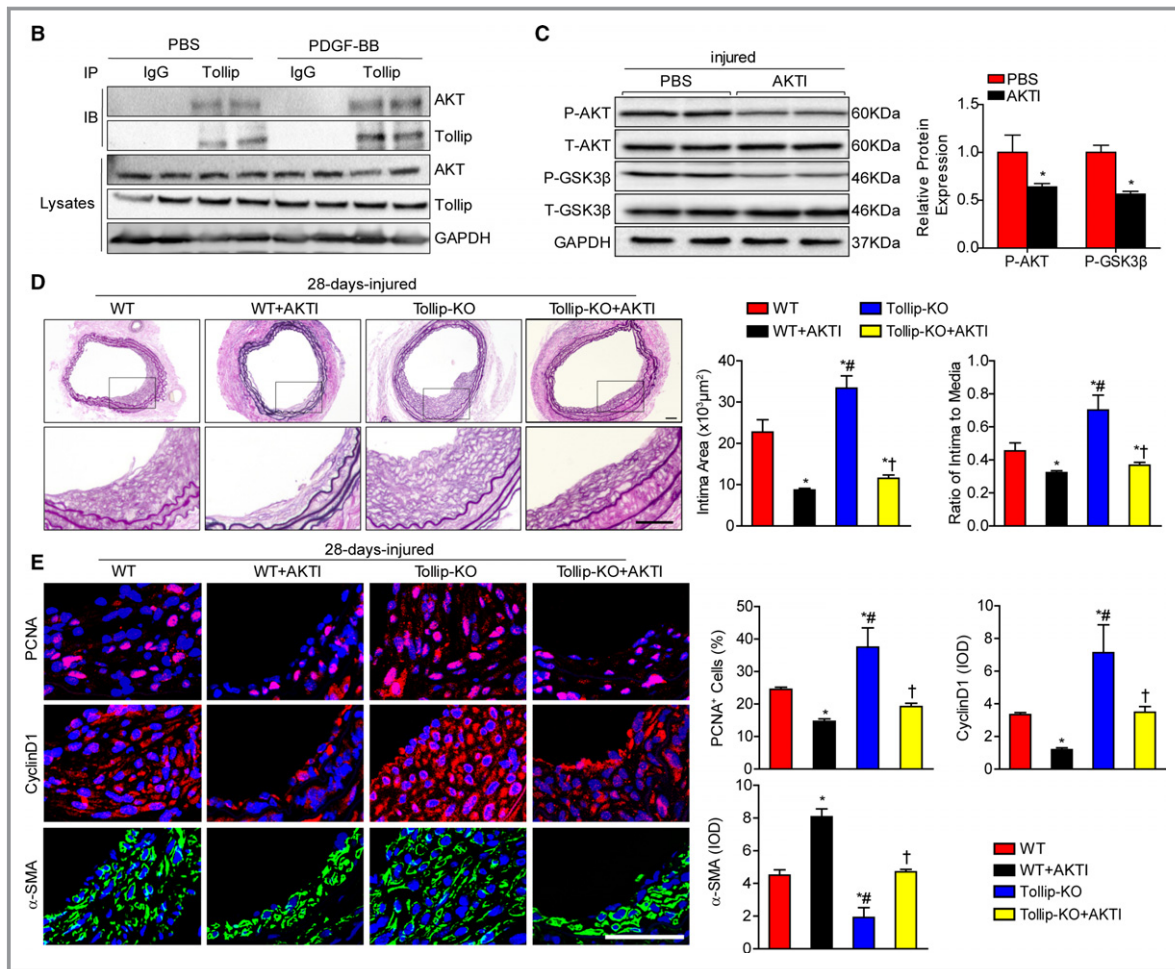 B
PBS PDGF-BB
IP IgG Tollip IgG Tollip
IB
AKT
Tollip
Lysates
AKT
Tollip
GAPDH
C
injured
PBS AKTI
P-AKT 60KDa
T-AKT 60KDa
P-GSK3β 46KDa
T-GSK3β 46KDa
GAPDH 37KDa
PBS
AKTI
Relative Protein
Expression
1.5
1.0
0.5
0.0
* *
P-AKT P-GSK3β
D
28-days-injured
WT WT+AKTI Tollip-KO Tollip-KO+AKTI
WT Tollip-KO
WT+AKTI Tollip-KO+AKTI
Intima Area (x10³μm²)
40
30
20
10
0
* *# *†
Ratio of Intima to Media
1.0
0.8
0.6
0.4
0.2
0.0
* *# *†
E
28-days-injured
WT WT+AKTI Tollip-KO Tollip-KO+AKTI
PCNA
CyclinD1
α-SMA
PCNA⁺ Cells (%)
50
40
30
20
10
0
* *# †
CyclinD1 (IOD)
8
6
4
2
0
* *# †
α-SMA (IOD)
8
6
4
2
0
* *# †
WT
WT+AKTI
Tollip-KO
Tollip-KO+AKTI